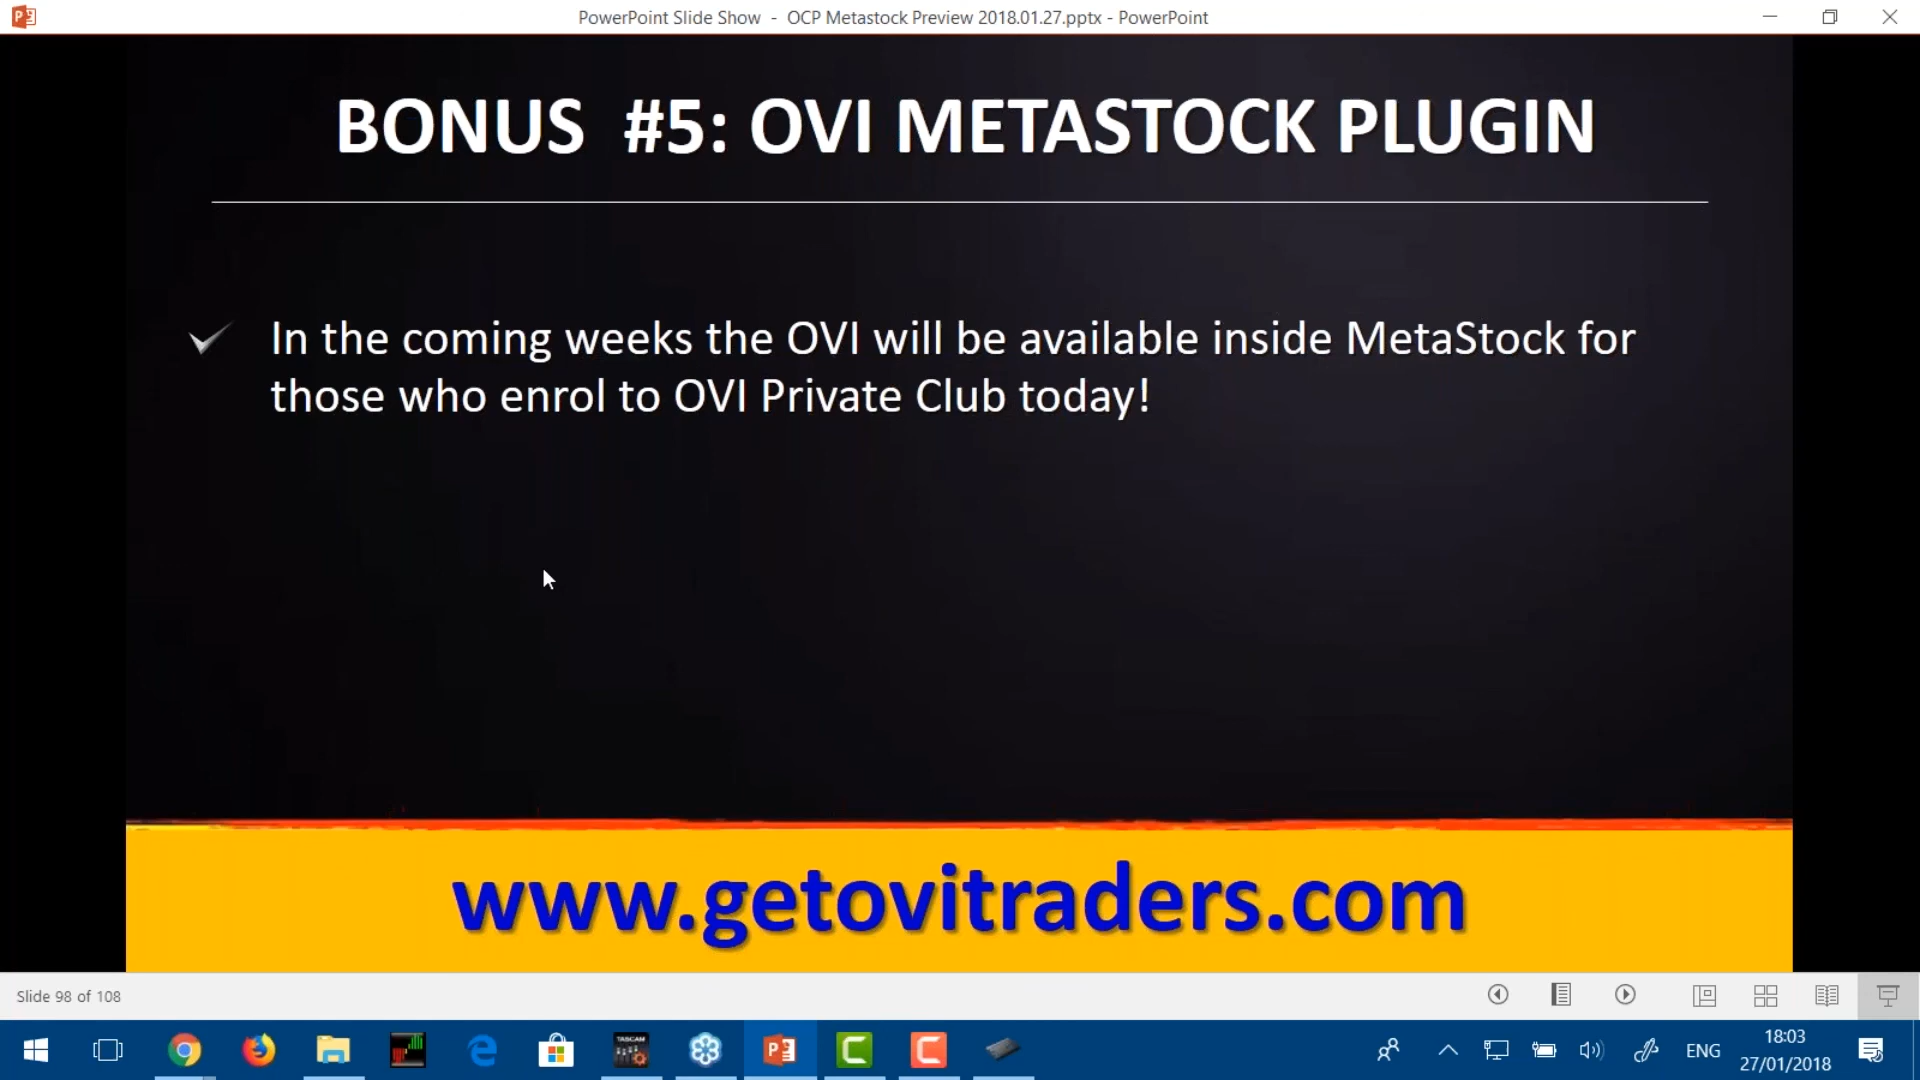 PowerPoint Slide Show - OCP Metastock Preview 2018.01.27.pptx - PowerPoint
BONUS #5: OVI METASTOCK PLUGIN
In the coming weeks the OVI will be available inside MetaStock for
those who enrol to OVI Private Club today!
www.getovitraders.com
Slide 98 of 108
TASCAM
ENG
18:03
27/01/2018